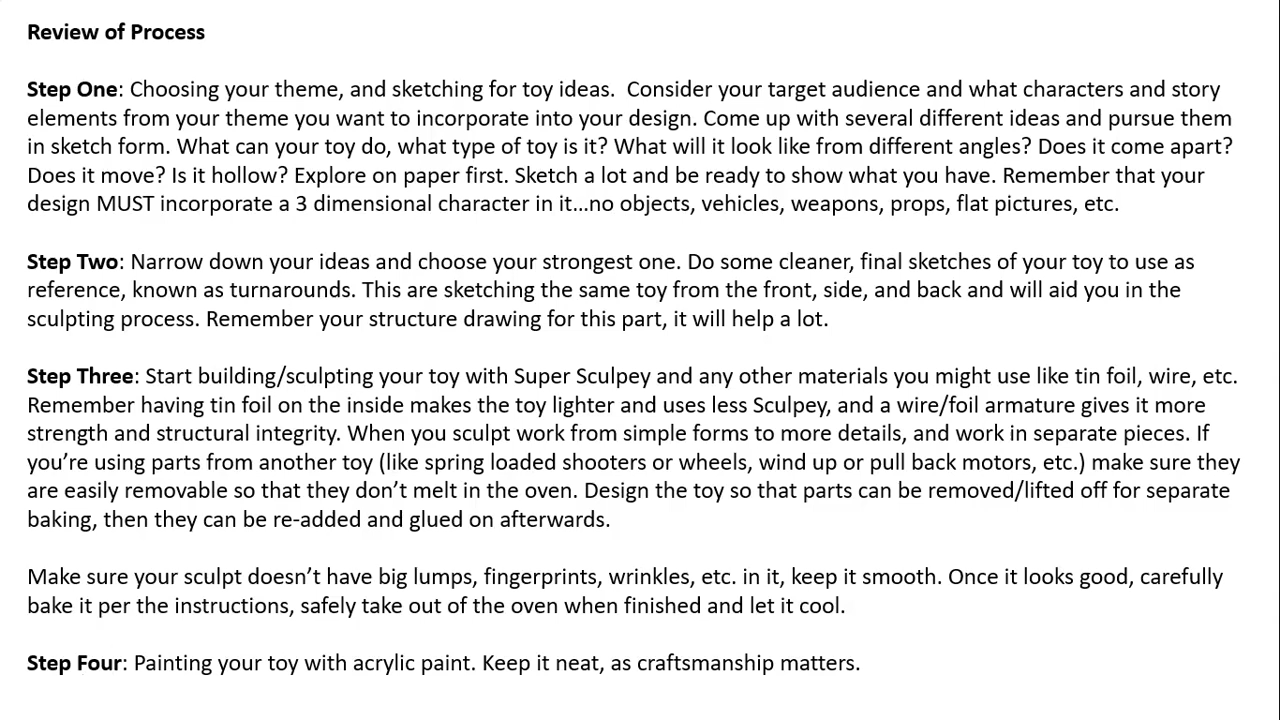 Review of Process
Step One: Choosing your theme, and sketching for toy ideas.  Consider your target audience and what characters and story
elements from your theme you want to incorporate into your design. Come up with several different ideas and pursue them
in sketch form. What can your toy do, what type of toy is it? What will it look like from different angles? Does it come apart?
Does it move? Is it hollow? Explore on paper first. Sketch a lot and be ready to show what you have. Remember that your
design MUST incorporate a 3 dimensional character in it…no objects, vehicles, weapons, props, flat pictures, etc.
Step Two: Narrow down your ideas and choose your strongest one. Do some cleaner, final sketches of your toy to use as
reference, known as turnarounds. This are sketching the same toy from the front, side, and back and will aid you in the
sculpting process. Remember your structure drawing for this part, it will help a lot.
Step Three: Start building/sculpting your toy with Super Sculpey and any other materials you might use like tin foil, wire, etc.
Remember having tin foil on the inside makes the toy lighter and uses less Sculpey, and a wire/foil armature gives it more
strength and structural integrity. When you sculpt work from simple forms to more details, and work in separate pieces. If
you’re using parts from another toy (like spring loaded shooters or wheels, wind up or pull back motors, etc.) make sure they
are easily removable so that they don’t melt in the oven. Design the toy so that parts can be removed/lifted off for separate
baking, then they can be re-added and glued on afterwards.
Make sure your sculpt doesn’t have big lumps, fingerprints, wrinkles, etc. in it, keep it smooth. Once it looks good, carefully
bake it per the instructions, safely take out of the oven when finished and let it cool.
Step Four: Painting your toy with acrylic paint. Keep it neat, as craftsmanship matters.